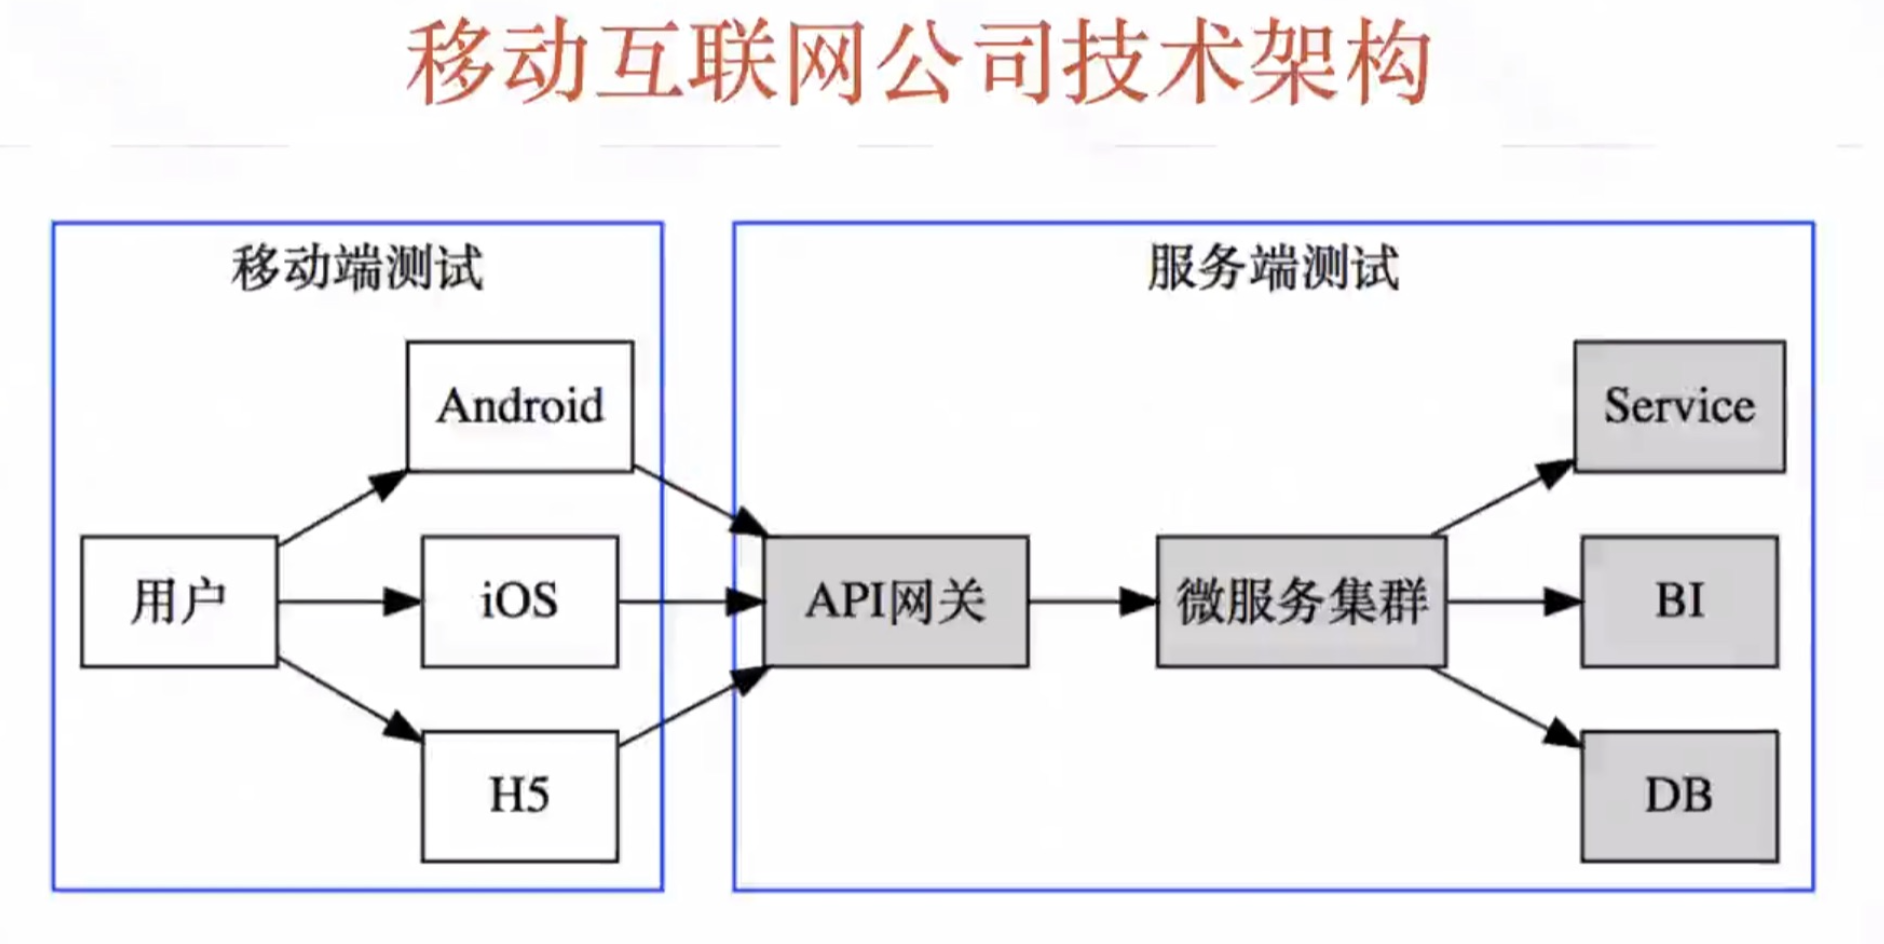 移动互联网公司技术架构
移动端测试
Android
用户
iOS
H5
服务端测试
API网关
微服务集群
Service
BI
DB